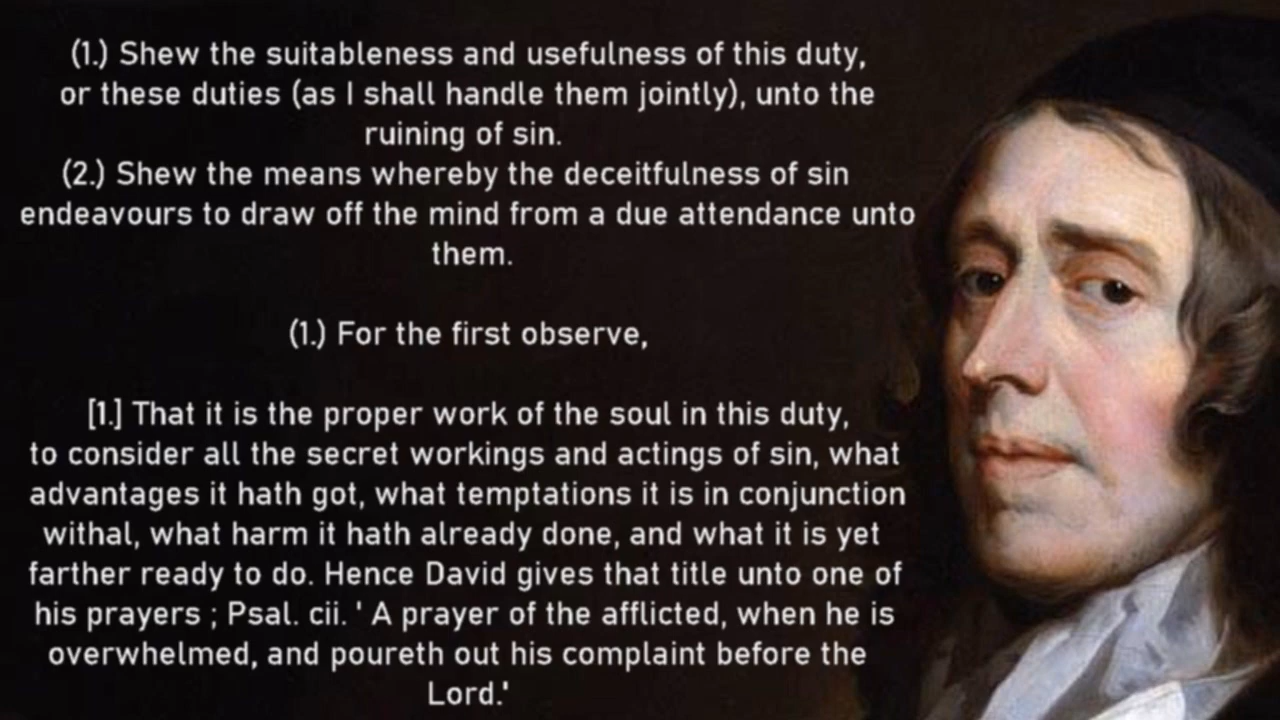 (1.) Shew the suitableness and usefulness of this duty,
or these duties (as I shall handle them jointly), unto the
ruining of sin.
(2.) Shew the means whereby the deceitfulness of sin
endeavours to draw off the mind from a due attendance unto
them.
(1.) For the first observe,
[1.] That it is the proper work of the soul in this duty,
to consider all the secret workings and actings of sin, what
advantages it hath got, what temptations it is in conjunction
withal, what harm it hath already done, and what it is yet
farther ready to do. Hence David gives that title unto one of
his prayers ; Psal. cii. ' A prayer of the afflicted, when he is
overwhelmed, and poureth out his complaint before the
Lord.'